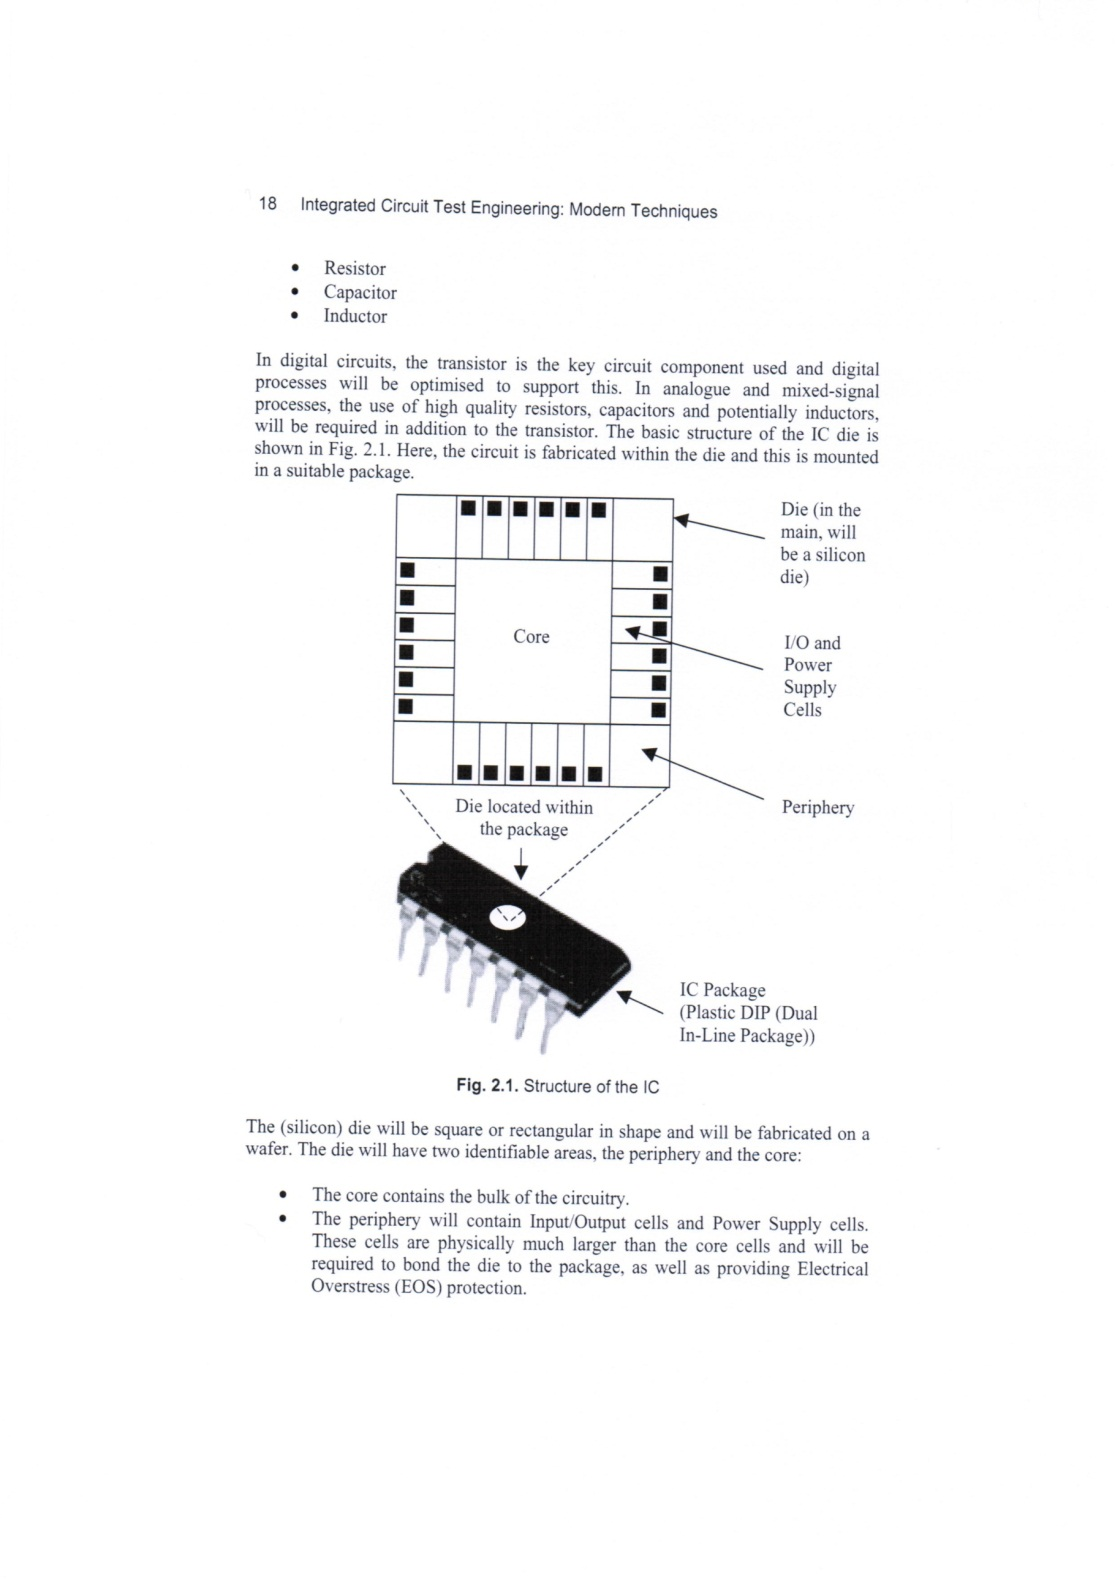 18 Integrated Circuit Test Engineering: Modern Techniques
• Resistor
• Capacitor
• Inductor
In digital circuits, the transistor is the key circuit component used and digital
processes will be optimised to support this. In analogue and mixed-signal
processes, the use of high quality resistors, capacitors and potentially inductors,
will be required in addition to the transistor. The basic structure of the IC die is
shown in Fig. 2.1. Here, the circuit is fabricated within the die and this is mounted
in a suitable package.
Die (in the
main, will
be a silicon
die)
Core
I/O and
Power
Supply
Cells
Periphery
Die located within
the package
IC Package
(Plastic DIP (Dual
In-Line Package))
Fig. 2.1. Structure of the IC
The (silicon) die will be square or rectangular in shape and will be fabricated on a
wafer. The die will have two identifiable areas, the periphery and the core:
• The core contains the bulk of the circuitry.
• The periphery will contain Input/Output cells and Power Supply cells.
These cells are physically much larger than the core cells and will be
required to bond the die to the package, as well as providing Electrical
Overstress (EOS) protection.